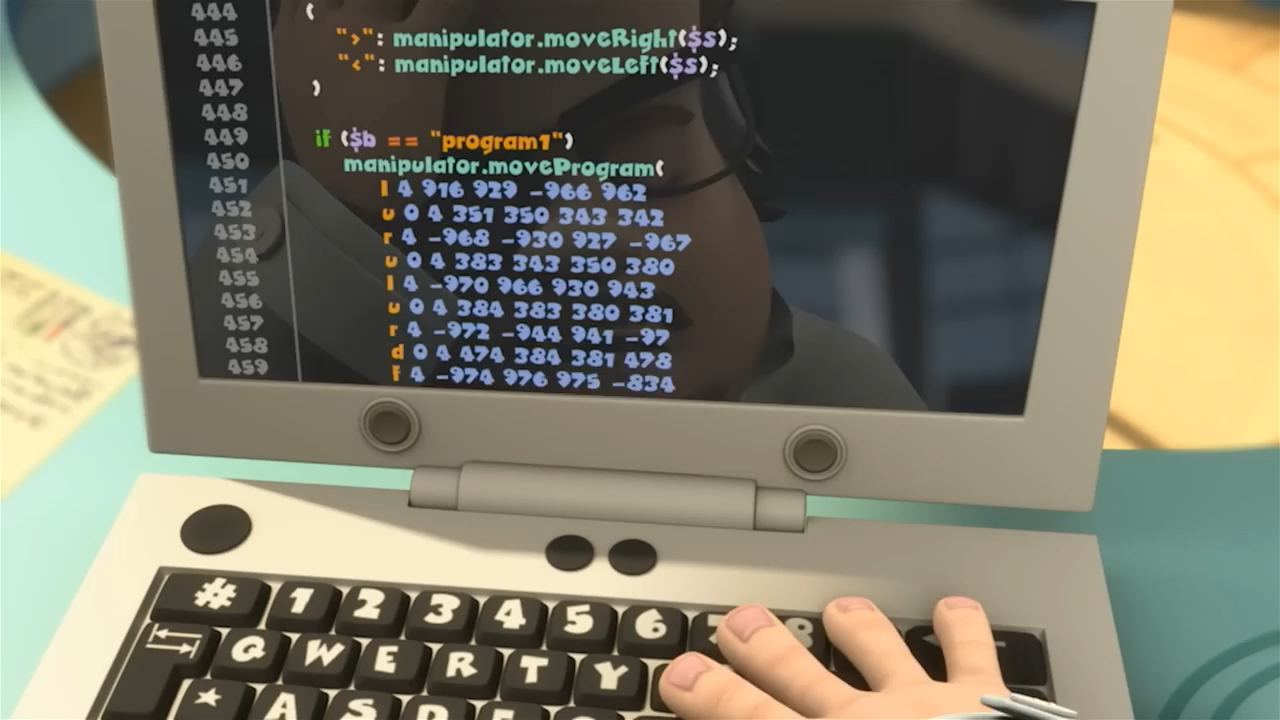 444 (
445 ">": manipulator.moveRight($s);
446 "<": manipulator.moveLeft($s);
447 )
448
449 if ($b == "program1")
450 manipulator.moveProgram(
451 l 4 916 929 -966 962
452 u 0 4 351 350 343 342
453 r 4 -968 -930 927 -967
454 u 0 4 383 343 350 380
455 l 4 -970 966 930 943
456 u 0 4 384 383 380 381
457 r 4 -972 -944 941 -97
458 d 0 4 474 384 381 478
459 f 4 -974 976 975 -834
# 1 2 3 4 5 6 7 8
Q W E R T Y
* A S D F G